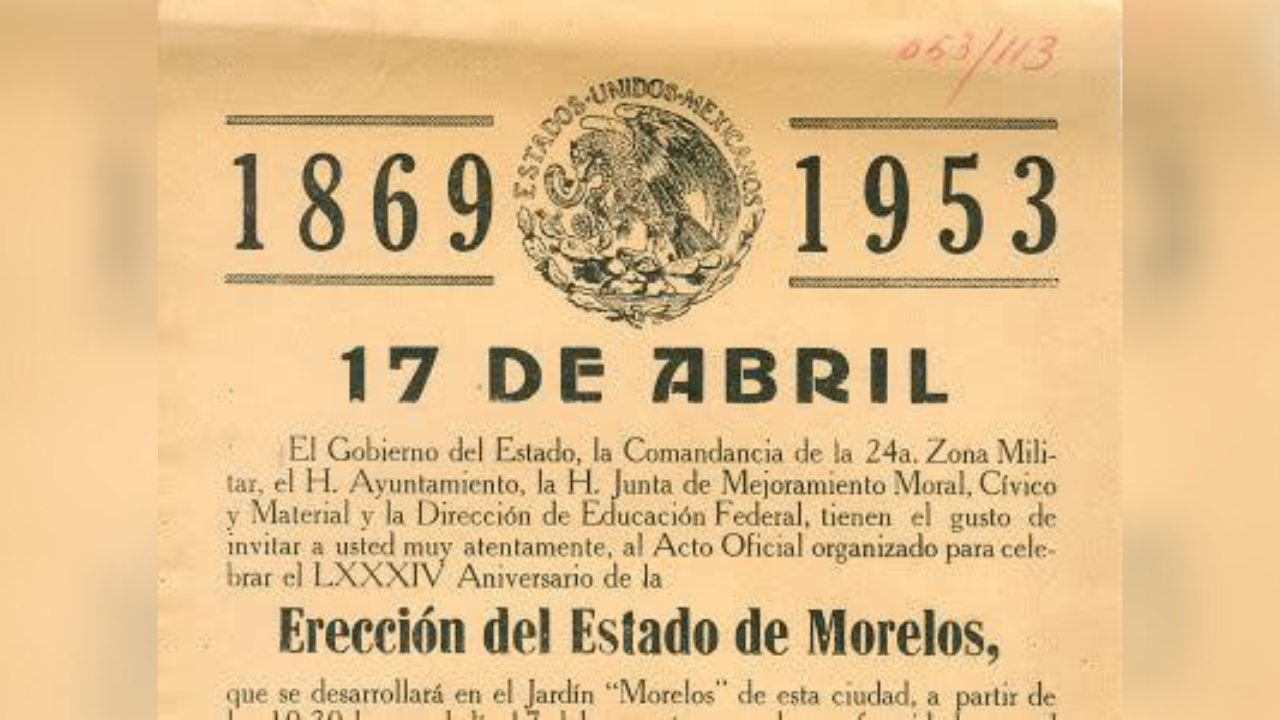 053/113
ESTADOS·UNIDOS·MEXICANOS
1869 1953
17 DE ABRIL
El Gobierno del Estado, la Comandancia de la 24a. Zona Mili-
tar, el H. Ayuntamiento, la H. Junta de Mejoramiento Moral, Cívico
y Material y la Dirección de Educación Federal, tienen el gusto de
invitar a usted muy atentamente, al Acto Oficial organizado para cele-
brar el LXXXIV Aniversario de la
Erección del Estado de Morelos,
que se desarrollará en el Jardín “Morelos” de esta ciudad, a partir de